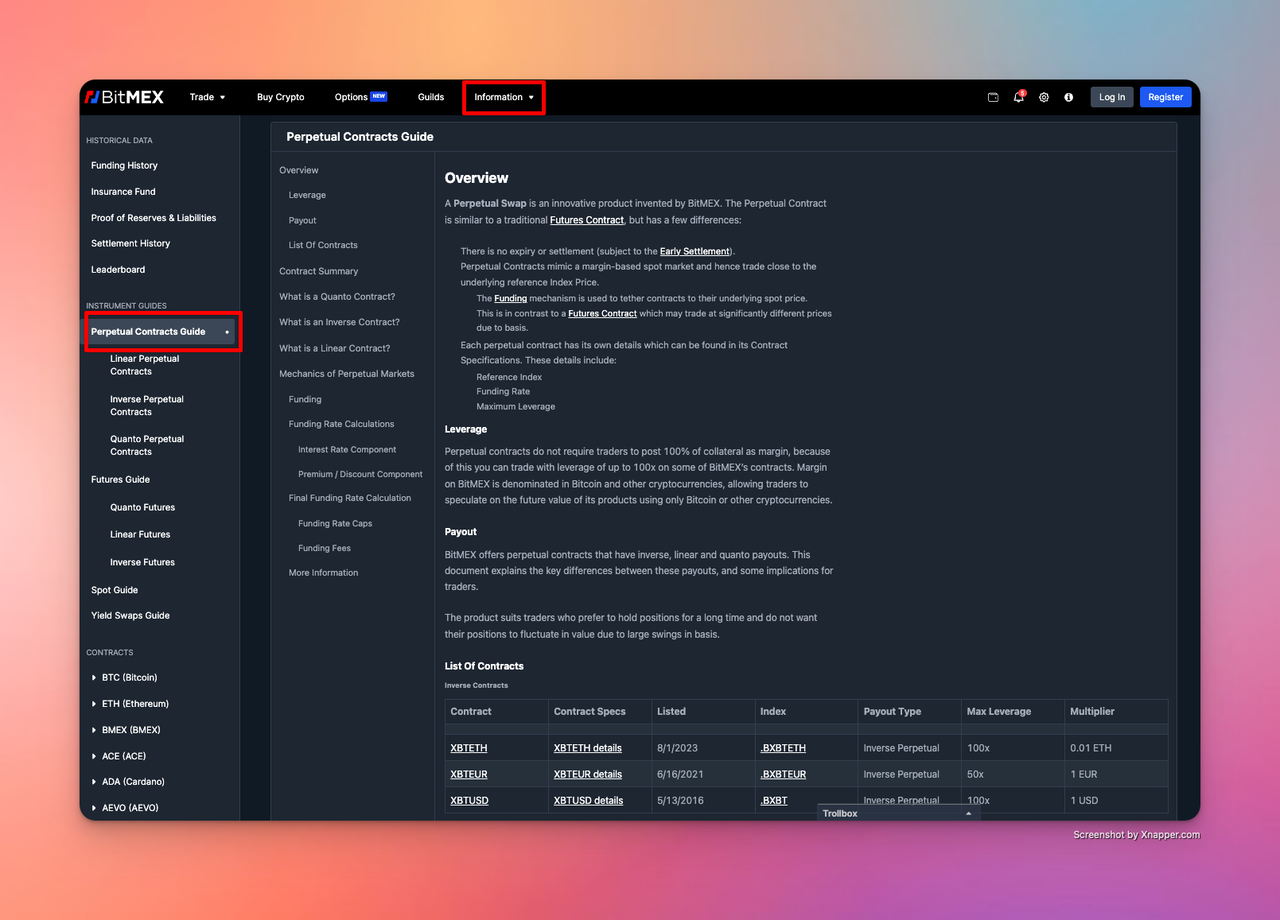 BitMEX
Trade
Buy Crypto
Options NEW
Guilds
Information
5
Log In
Register
HISTORICAL DATA
Funding History
Insurance Fund
Proof of Reserves & Liabilities
Settlement History
Leaderboard
INSTRUMENT GUIDES
Perpetual Contracts Guide
Linear Perpetual
Contracts
Inverse Perpetual
Contracts
Quanto Perpetual
Contracts
Futures Guide
Quanto Futures
Linear Futures
Inverse Futures
Spot Guide
Yield Swaps Guide
CONTRACTS
BTC (Bitcoin)
ETH (Ethereum)
BMEX (BMEX)
ACE (ACE)
ADA (Cardano)
AEVO (AEVO)
Perpetual Contracts Guide
Overview
Leverage
Payout
List Of Contracts
Contract Summary
What is a Quanto Contract?
What is an Inverse Contract?
What is a Linear Contract?
Mechanics of Perpetual Markets
Funding
Funding Rate Calculations
Interest Rate Component
Premium / Discount Component
Final Funding Rate Calculation
Funding Rate Caps
Funding Fees
More Information
Overview
A Perpetual Swap is an innovative product invented by BitMEX. The Perpetual Contract
is similar to a traditional Futures Contract, but has a few differences:
There is no expiry or settlement (subject to the Early Settlement).
Perpetual Contracts mimic a margin-based spot market and hence trade close to the
underlying reference Index Price.
The Funding mechanism is used to tether contracts to their underlying spot price.
This is in contrast to a Futures Contract which may trade at significantly different prices
due to basis.
Each perpetual contract has its own details which can be found in its Contract
Specifications. These details include:
Reference Index
Funding Rate
Maximum Leverage
Leverage
Perpetual contracts do not require traders to post 100% of collateral as margin, because
of this you can trade with leverage of up to 100x on some of BitMEX's contracts. Margin
on BitMEX is denominated in Bitcoin and other cryptocurrencies, allowing traders to
speculate on the future value of its products using only Bitcoin or other cryptocurrencies.
Payout
BitMEX offers perpetual contracts that have inverse, linear and quanto payouts. This
document explains the key differences between these payouts, and some implications for
traders.
The product suits traders who prefer to hold positions for a long time and do not want
their positions to fluctuate in value due to large swings in basis.
List Of Contracts
Inverse Contracts
Contract Contract Specs Listed Index Payout Type Max Leverage Multiplier
XBTETH XBTETH details 8/1/2023 .BXBTETH Inverse Perpetual 100x 0.01 ETH
XBTEUR XBTEUR details 6/16/2021 .BXBTEUR Inverse Perpetual 50x 1 EUR
XBTUSD XBTUSD details 5/13/2016 .BXBT Inverse Perpetual 100x 1 USD
Trollbox
Screenshot by Xnapper.com